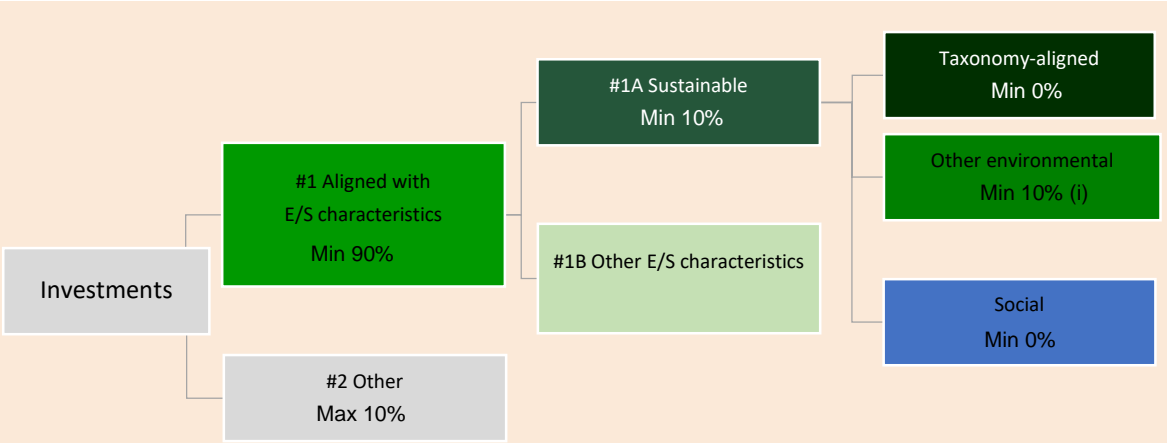 Investments
#1 Aligned with
E/S characteristics
Min 90%
#2 Other
Max 10%
#1A Sustainable
Min 10%
#1B Other E/S characteristics
Taxonomy-aligned
Min 0%
Other environmental
Min 10% (i)
Social
Min 0%